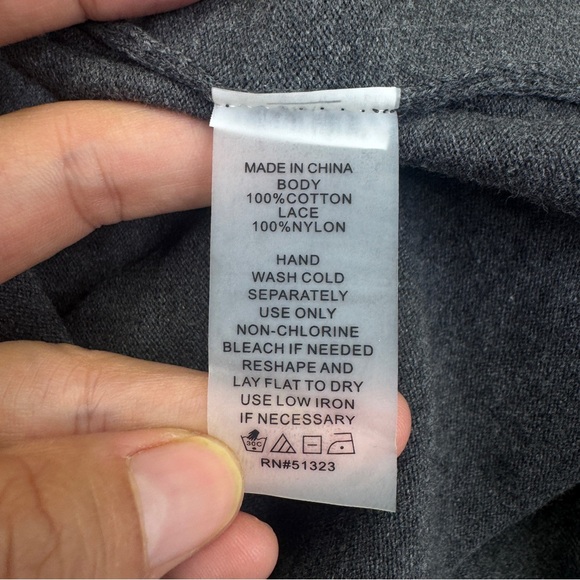 MADE IN CHINA
BODY
100%COTTON
LACE
100%NYLON
HAND
WASH COLD
SEPARATELY
USE ONLY
NON-CHLORINE
BLEACH IF NEEDED
RESHAPE AND
LAY FLAT TO DRY
USE LOW IRON
IF NECESSARY
30C
RN#51323